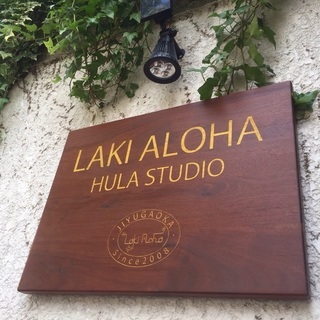 LAKI ALOHA
HULA STUDIO
JIYUGAOKA
Laki Aloha
Since2008